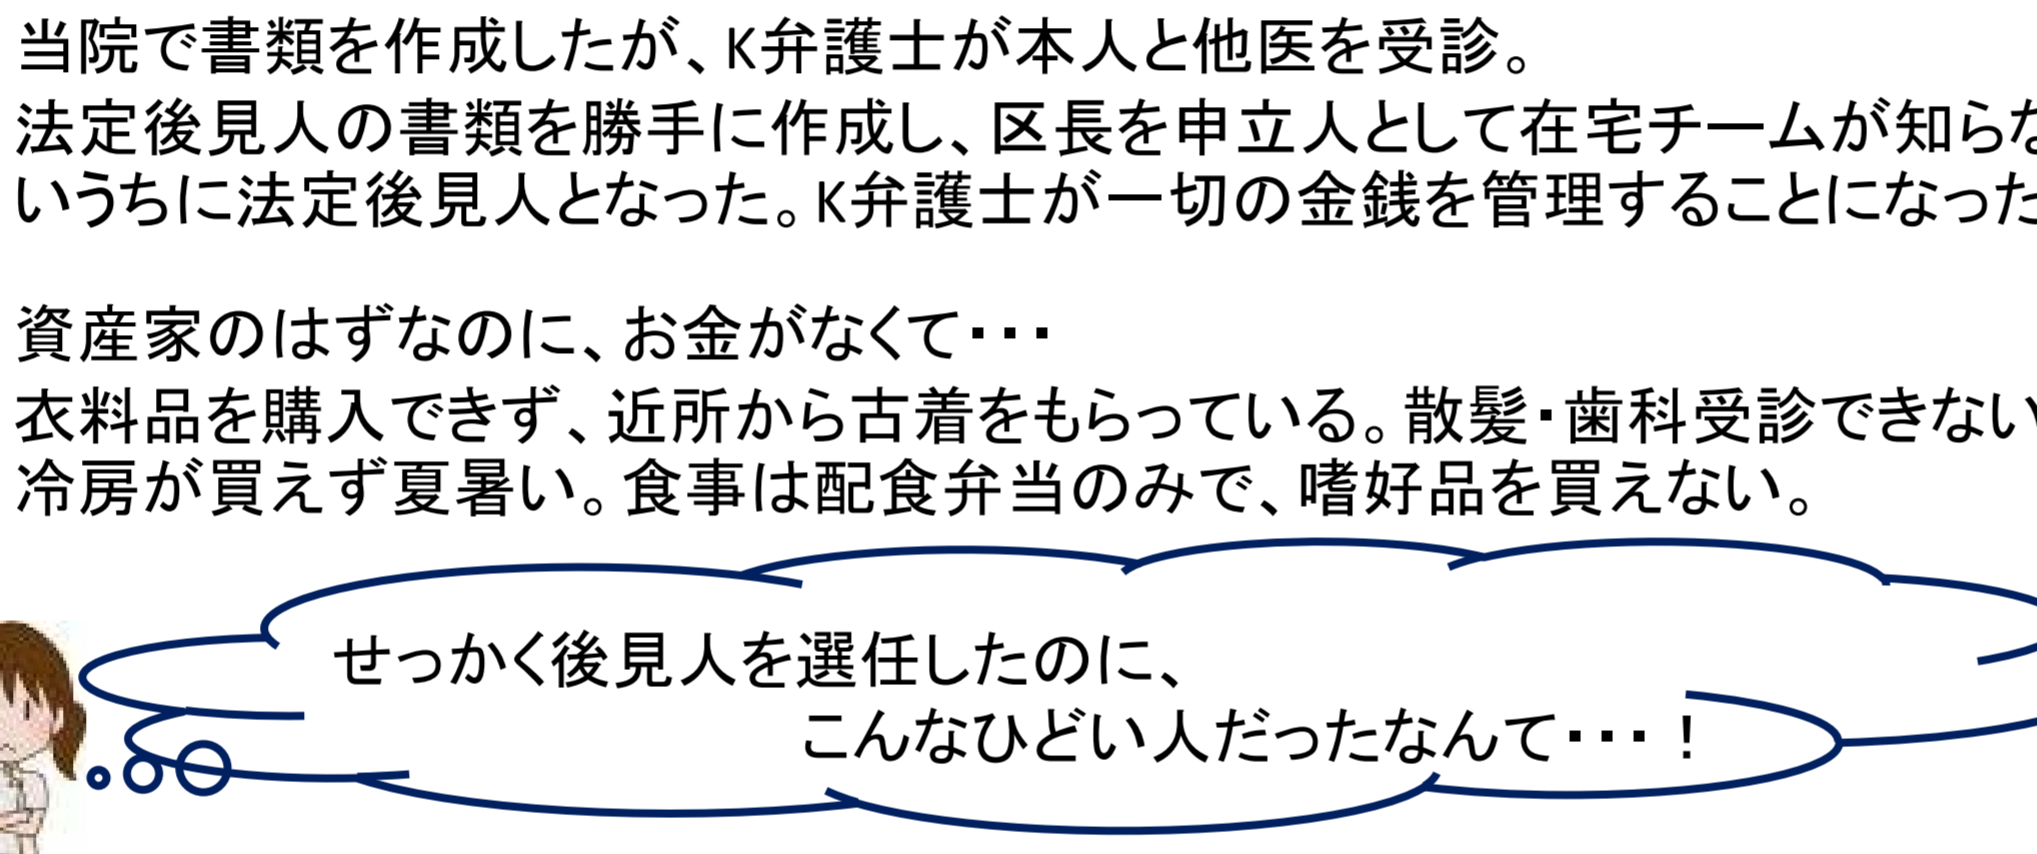 当院で書類を作成したが、K弁護士が本人と他医を受診。
法定後見人の書類を勝手に作成し、区長を申立人として在宅チームが知らな
いうちに法定後見人となった。K弁護士が一切の金銭を管理することになった
資産家のはずなのに、お金がなくて・・・
衣料品を購入できず、近所から古着をもらっている。散髪・歯科受診できない
冷房が買えず夏暑い。食事は配食弁当のみで、嗜好品を買えない。
せっかく後見人を選任したのに、
こんなひどい人だったなんて・・・！